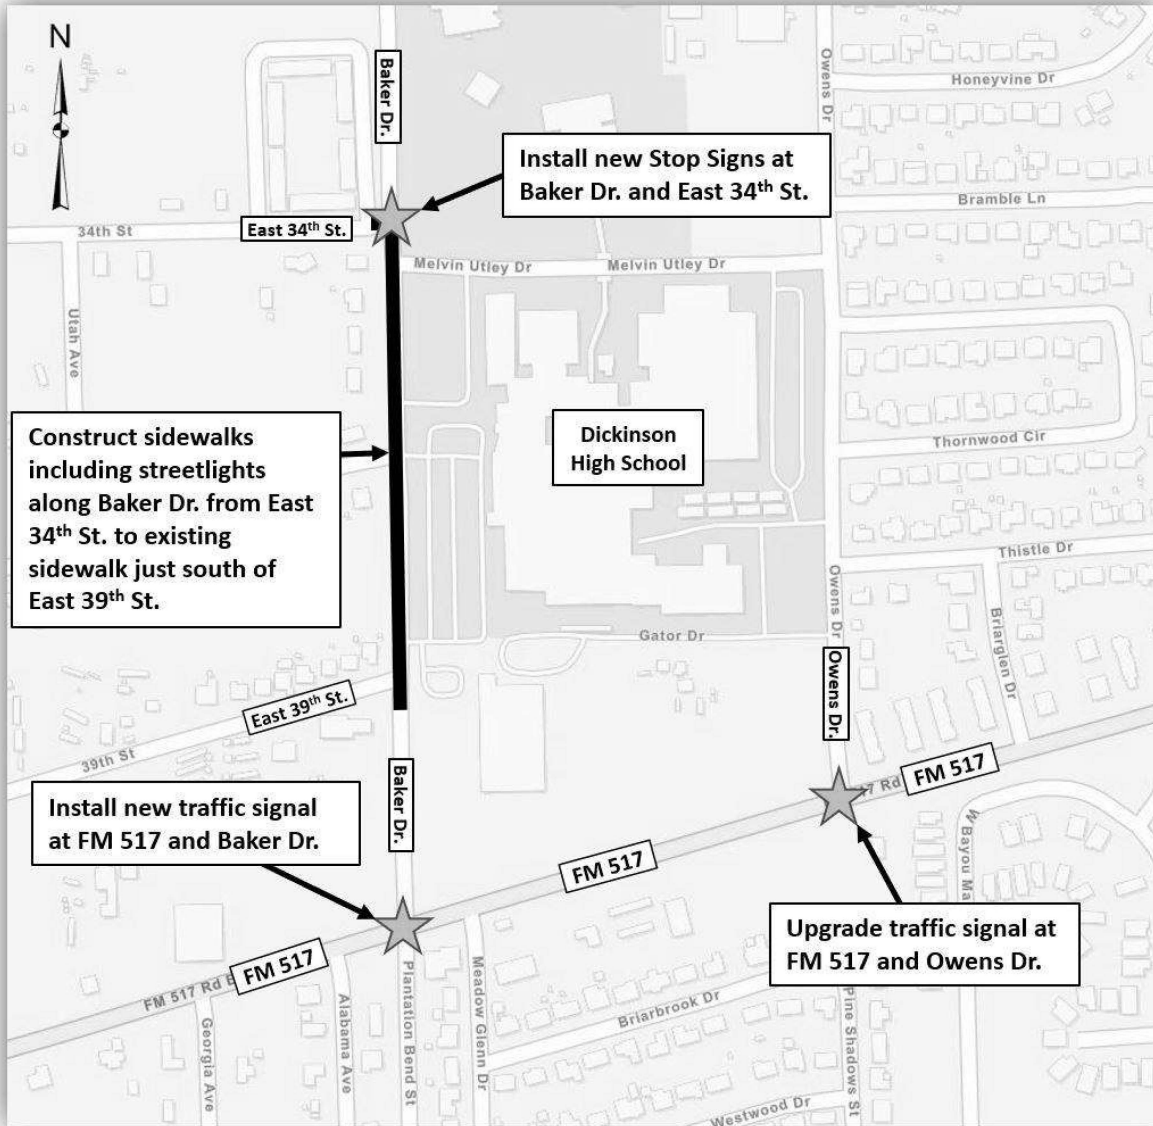 N
Baker Dr.
Owens Dr
Honeyvine Dr
Install new Stop Signs at
Baker Dr. and East 34th St.
Bramble Ln
34th St
East 34th St.
Melvin Utley Dr
Melvin Utley Dr
Utah Ave
Construct sidewalks
including streetlights
along Baker Dr. from East
34th St. to existing
sidewalk just south of
East 39th St.
Dickinson
High School
Thornwood Cir
Thistle Dr
Owens Dr
Briarglen Dr
Gator Dr
Owens Dr.
East 39th St.
39th St
Baker Dr.
FM 517
17 Rd
Install new traffic signal
at FM 517 and Baker Dr.
FM 517
W Bayou Ma
Upgrade traffic signal at
FM 517 and Owens Dr.
FM 517
FM 517 Rd E
Georgia Ave
Alabama Ave
Plantation Bend St
Meadow Glenn Dr
Briarbrook Dr
Pine Shadows St
Westwood Dr